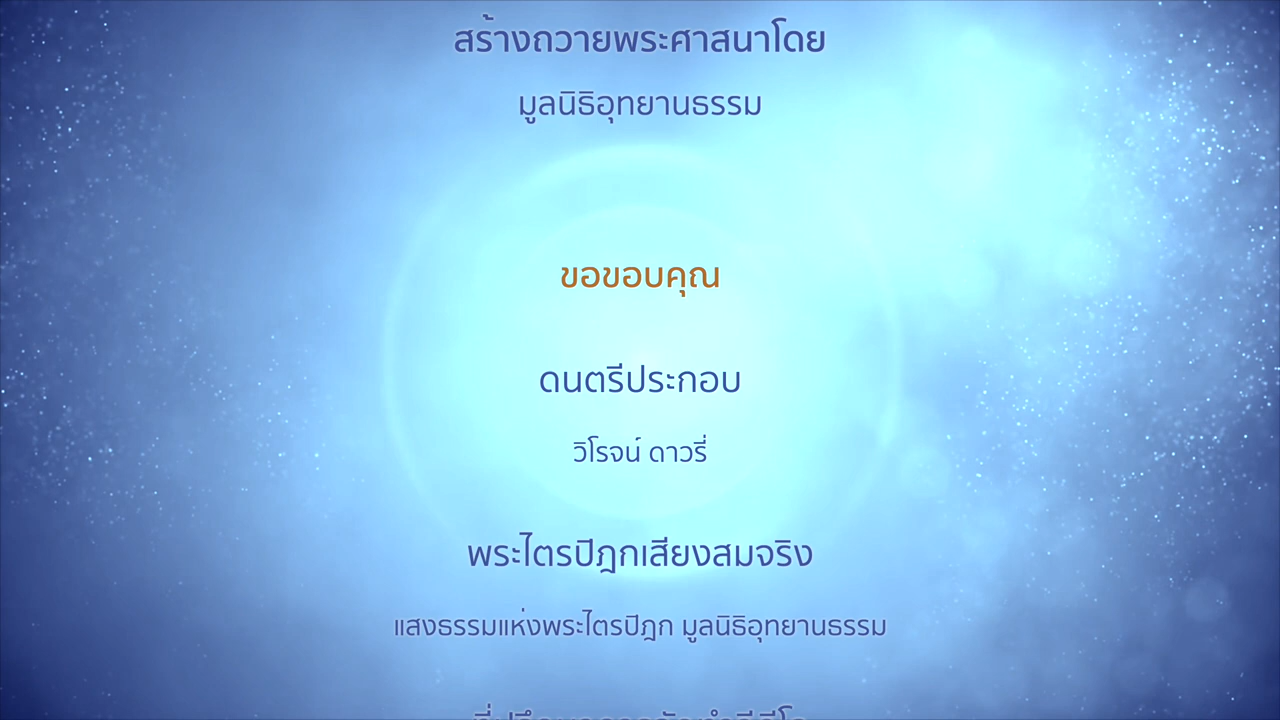 สร้างถวายพระศาสนาโดย
มูลนิธิอุทยานธรรม
ขอขอบคุณ
ดนตรีประกอบ
วิโรจน์ ดาวรี่
พระไตรปิฎกเสียงสมจริง
แสงธรรมแห่งพระไตรปิฎก มูลนิธิอุทยานธรรม